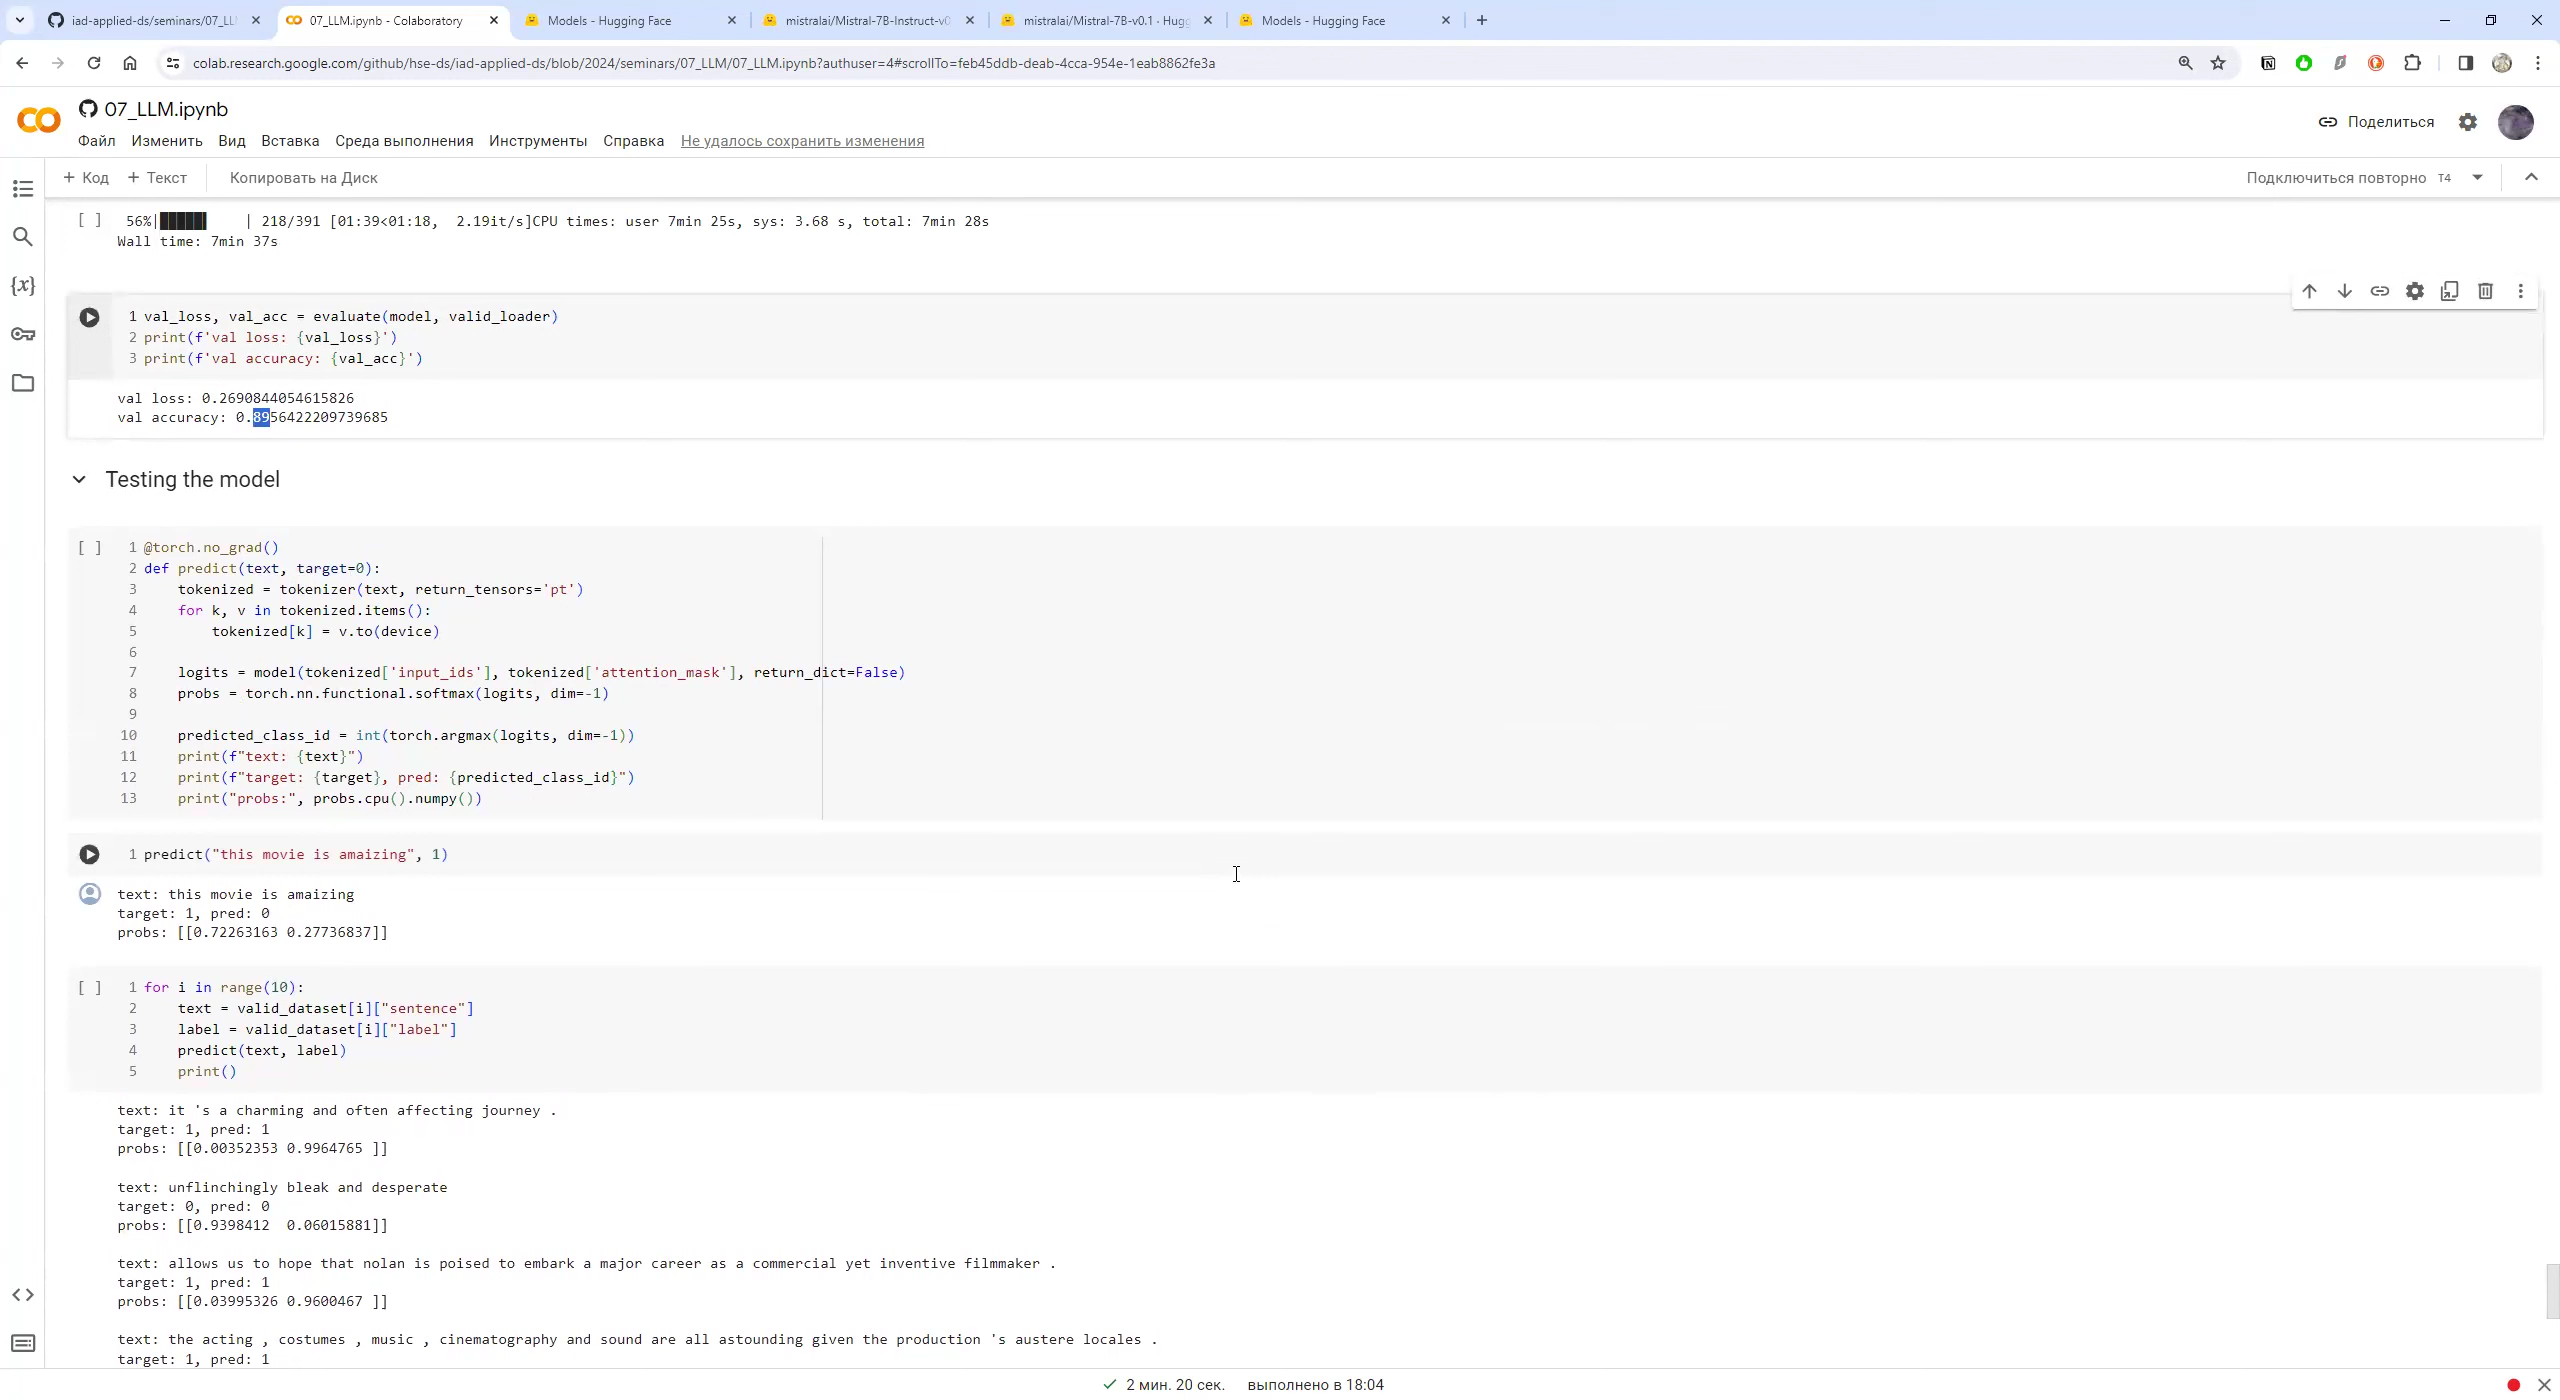 iad-applied-ds/seminars/07_LL
07_LLM.ipynb - Colaboratory
Models - Hugging Face
mistralai/Mistral-7B-Instruct-v0
mistralai/Mistral-7B-v0.1 · Hugg
Models - Hugging Face
colab.research.google.com/github/hse-ds/iad-applied-ds/blob/2024/seminars/07_LLM/07_LLM.ipynb?authuser=4#scrollTo=feb45ddb-deab-4cca-954e-1eab8862fe3a
07_LLM.ipynb
Поделиться
Файл Изменить Вид Вставка Среда выполнения Инструменты Справка Не удалось сохранить изменения
+ Код + Текст Копировать на Диск
Подключиться повторно T4
[ ] 56%|█████▌    | 218/391 [01:39<01:18,  2.19it/s]CPU times: user 7min 25s, sys: 3.68 s, total: 7min 28s
Wall time: 7min 37s
1 val_loss, val_acc = evaluate(model, valid_loader)
2 print(f'val loss: {val_loss}')
3 print(f'val accuracy: {val_acc}')
val loss: 0.2690844054615826
val accuracy: 0.8956422209739685
Testing the model
[ ] 1 @torch.no_grad()
2 def predict(text, target=0):
3     tokenized = tokenizer(text, return_tensors='pt')
4     for k, v in tokenized.items():
5         tokenized[k] = v.to(device)
6
7     logits = model(tokenized['input_ids'], tokenized['attention_mask'], return_dict=False)
8     probs = torch.nn.functional.softmax(logits, dim=-1)
9
10     predicted_class_id = int(torch.argmax(logits, dim=-1))
11     print(f"text: {text}")
12     print(f"target: {target}, pred: {predicted_class_id}")
13     print("probs:", probs.cpu().numpy())
1 predict("this movie is amaizing", 1)
text: this movie is amaizing
target: 1, pred: 0
probs: [[0.72263163 0.27736837]]
[ ] 1 for i in range(10):
2     text = valid_dataset[i]["sentence"]
3     label = valid_dataset[i]["label"]
4     predict(text, label)
5     print()
text: it 's a charming and often affecting journey .
target: 1, pred: 1
probs: [[0.00352353 0.9964765 ]]
text: unflinchingly bleak and desperate
target: 0, pred: 0
probs: [[0.9398412  0.06015881]]
text: allows us to hope that nolan is poised to embark a major career as a commercial yet inventive filmmaker .
target: 1, pred: 1
probs: [[0.03995326 0.9600467 ]]
text: the acting , costumes , music , cinematography and sound are all astounding given the production 's austere locales .
target: 1, pred: 1
2 мин. 20 сек. выполнено в 18:04